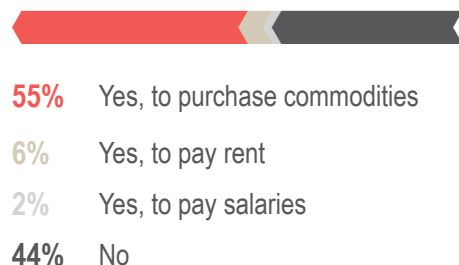 55% Yes, to purchase commodities
6% Yes, to pay rent
2% Yes, to pay salaries
44% No